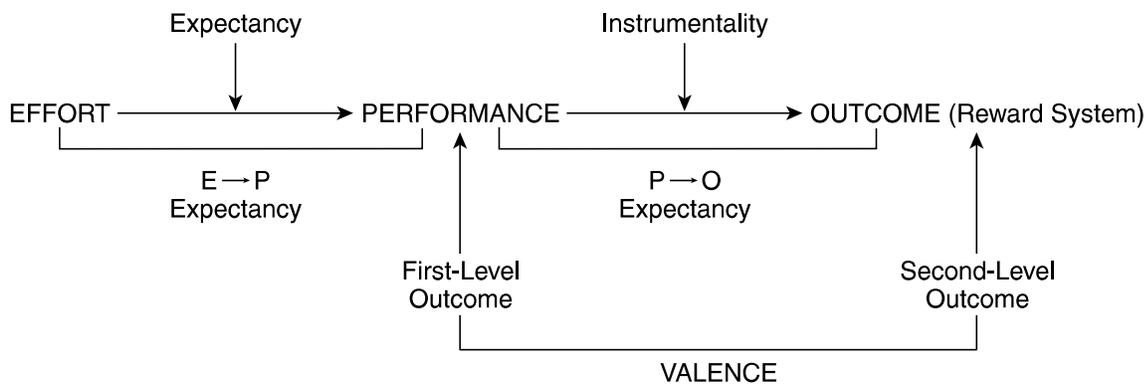 Expectancy
Instrumentality
EFFORT
PERFORMANCE
OUTCOME (Reward System)
E → P
Expectancy
P → O
Expectancy
First-Level
Outcome
Second-Level
Outcome
VALENCE